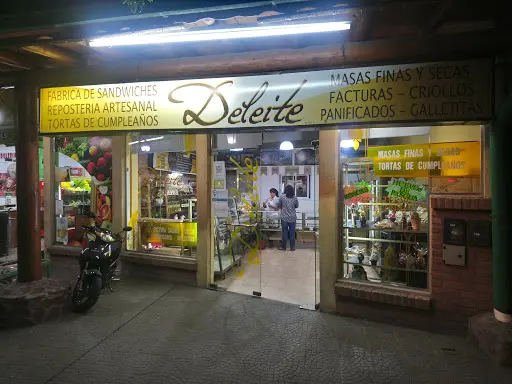 FABRICA DE SANDWICHES
REPOSTERIA ARTESANAL
TORTAS DE CUMPLEAÑOS
Deleite
MASAS FINAS Y SECAS
FACTURAS - CRIOLLOS
PANIFICADOS - GALLETITAS
MASAS FINAS Y SECAS
TORTAS DE CUMPLEAÑOS